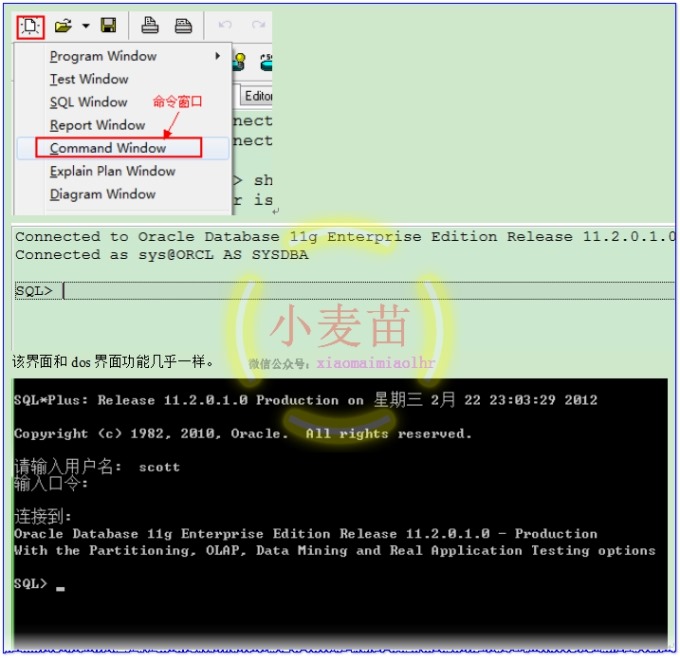 Program Window
Test Window
SQL Window
命令窗口
Editor
Report Window
nnect
Command Window
nnect
Explain Plan Window
> sh
Diagram Window
r is
Connected to Oracle Database 11g Enterprise Edition Release 11.2.0.1.0
Connected as sys@ORCL AS SYSDBA
SQL>
小麦苗
该界面和 dos 界面功能几乎一样。
微信公众号：xiaomaimiaolhr
SQL*Plus: Release 11.2.0.1.0 Production on 星期三 2月 22 23:03:29 2012
Copyright (c) 1982, 2010, Oracle.  All rights reserved.
请输入用户名:  scott
输入口令:
连接到:
Oracle Database 11g Enterprise Edition Release 11.2.0.1.0 - Production
With the Partitioning, OLAP, Data Mining and Real Application Testing options
SQL>